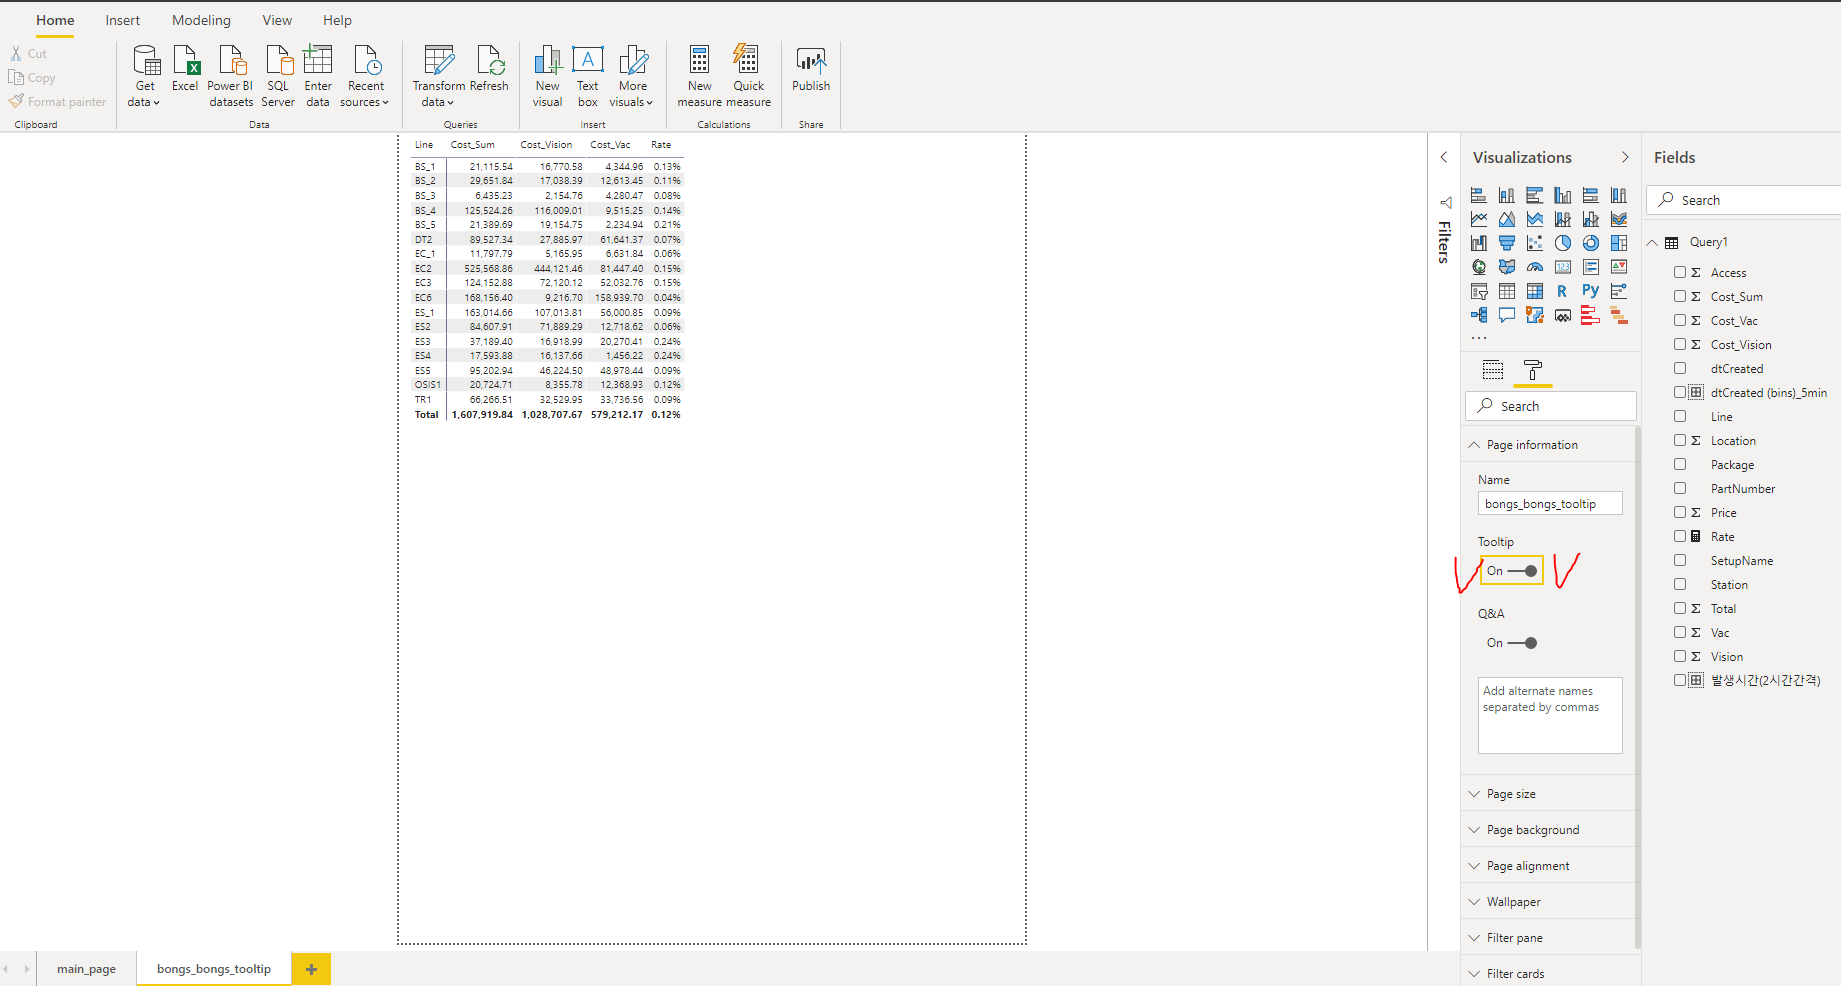 Home Insert Modeling View Help
Cut
Copy
Format painter
Clipboard
Get data
Excel
Power BI datasets
SQL Server
Enter data
Recent sources
Data
Transform data
Refresh
Queries
New visual
Text box
More visuals
Insert
New measure
Quick measure
Calculations
Publish
Share
Line Cost_Sum Cost_Vision Cost_Vac Rate
BS_1 21,115.54 16,770.58 4,344.96 0.13%
BS_2 29,651.84 17,038.39 12,613.45 0.11%
BS_3 6,435.23 2,154.76 4,280.47 0.08%
BS_4 125,524.26 116,009.01 9,515.25 0.14%
BS_5 21,389.69 19,154.75 2,234.94 0.21%
DT2 89,527.34 27,885.97 61,641.37 0.07%
EC_1 11,797.79 5,165.95 6,631.84 0.06%
EC2 525,568.86 444,121.46 81,447.40 0.15%
EC3 124,152.88 72,120.12 52,032.76 0.15%
EC6 168,156.40 9,216.70 158,939.70 0.04%
ES_1 163,014.66 107,013.81 56,000.85 0.09%
ES2 84,607.91 71,889.29 12,718.62 0.06%
ES3 37,189.40 16,918.99 20,270.41 0.24%
ES4 17,593.88 16,137.66 1,456.22 0.24%
ES5 95,202.94 46,224.50 48,978.44 0.09%
OSIS1 20,724.71 8,355.78 12,368.93 0.12%
TR1 66,266.51 32,529.95 33,736.56 0.09%
Total 1,607,919.84 1,028,707.67 579,212.17 0.12%
Filters
Visualizations
123
R
Py
Search
Page information
Name
bongs_bongs_tooltip
Tooltip
On
Q&A
On
Add alternate names
separated by commas
Page size
Page background
Page alignment
Wallpaper
Filter pane
Filter cards
Fields
Search
Query1
Access
Cost_Sum
Cost_Vac
Cost_Vision
dtCreated
dtCreated (bins)_5min
Line
Location
Package
PartNumber
Price
Rate
SetupName
Station
Total
Vac
Vision
발생시간(2시간간격)
main_page bongs_bongs_tooltip +